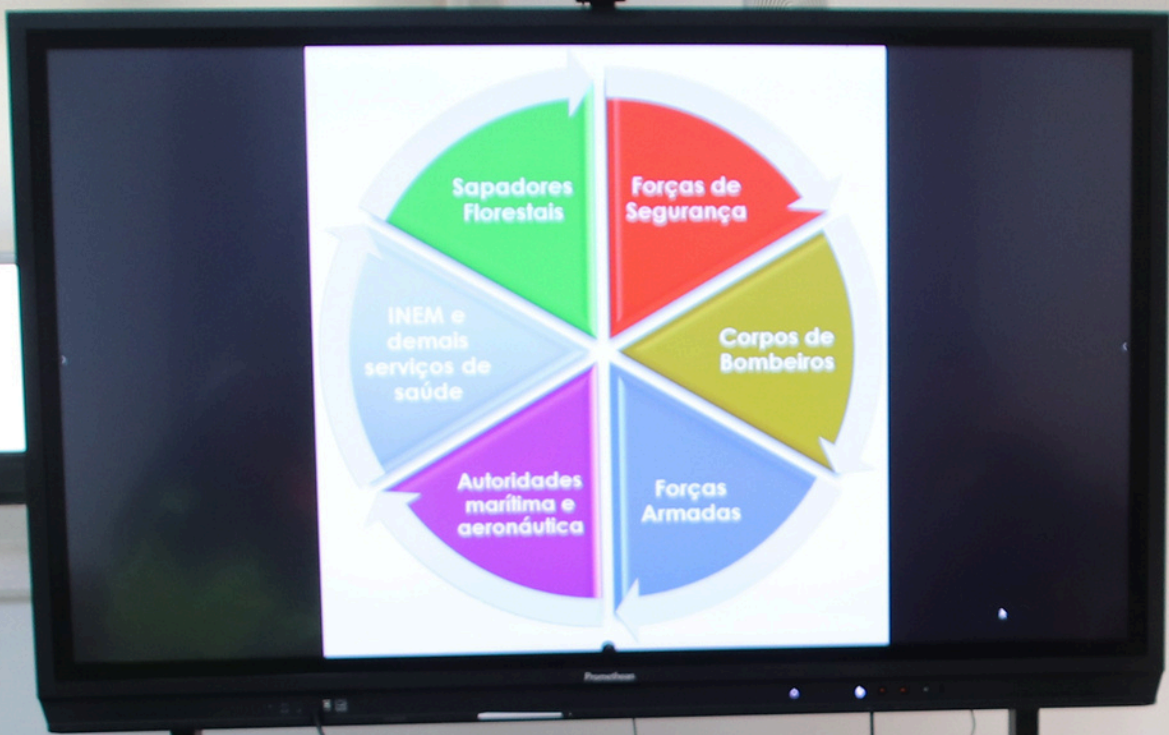 Sapadores
Florestais
Forças de
Segurança
INEM e
demais
serviços de
saúde
Corpos de
Bombeiros
Autoridades
marítima e
aeronáutica
Forças
Armadas
Promethean